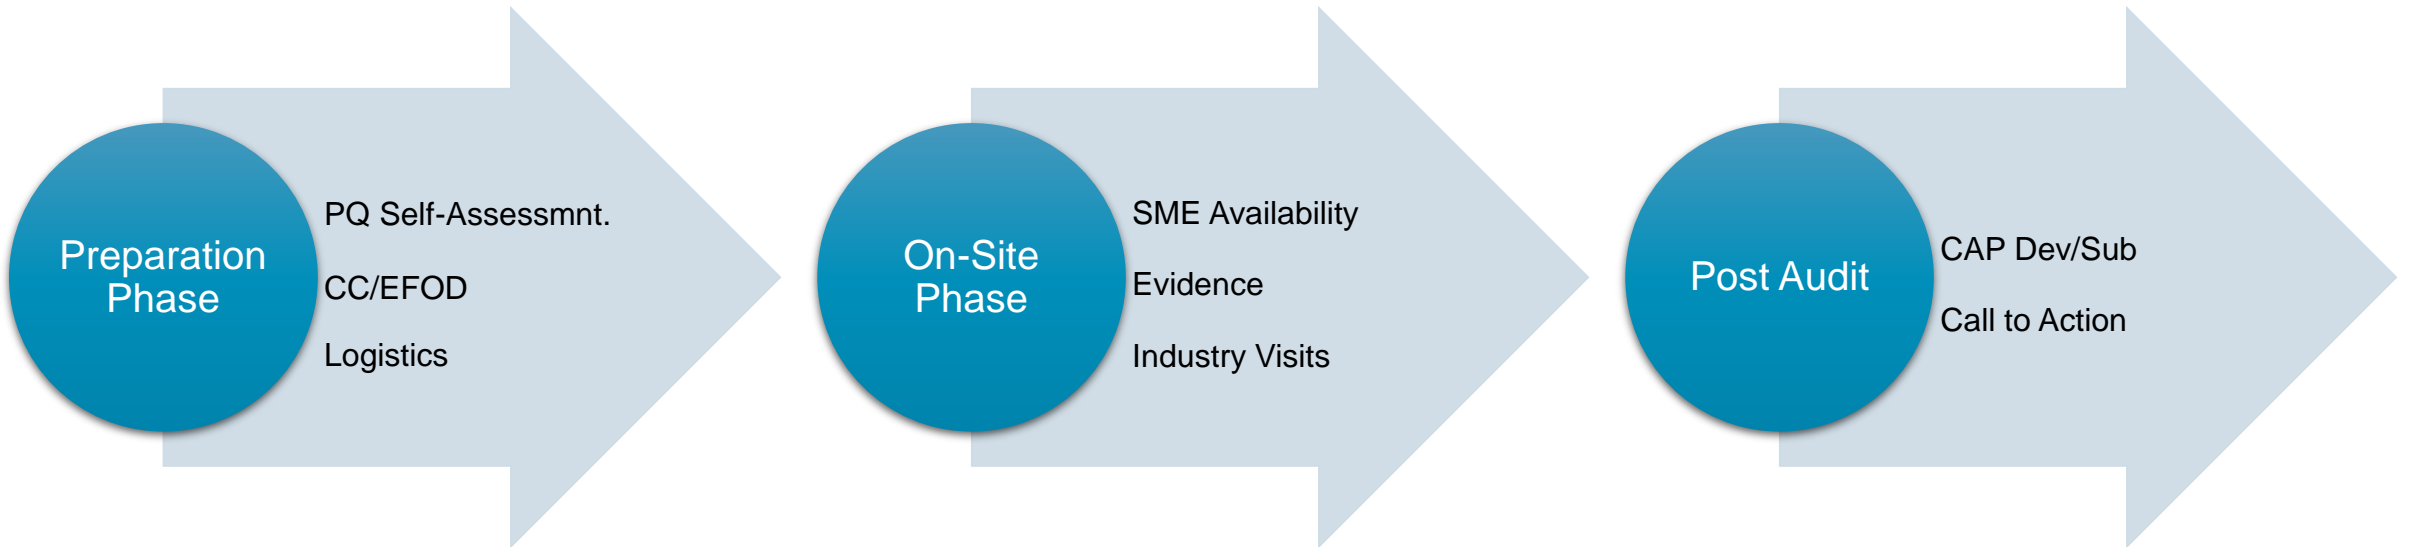 Preparation
Phase
PQ Self-Assessmnt.
CC/EFOD
Logistics
On-Site
Phase
SME Availability
Evidence
Industry Visits
Post Audit
CAP Dev/Sub
Call to Action